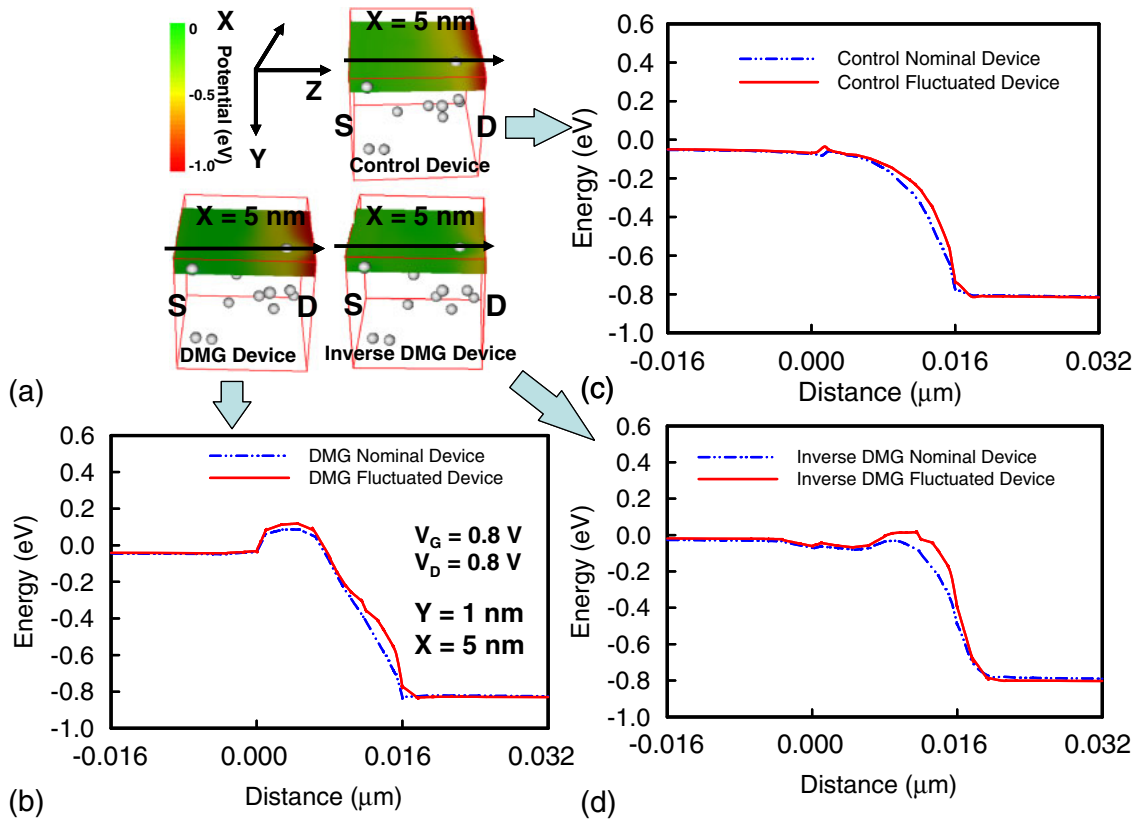 0
-0.5
-1.0
Potential (eV)
X
Z
Y
X = 5 nm
S
D
Control Device
X = 5 nm
S
D
DMG Device
X = 5 nm
S
D
Inverse DMG Device
(a)
0.6
0.4
0.2
0.0
-0.2
-0.4
-0.6
-0.8
-1.0
Energy (eV)
Control Nominal Device
Control Fluctuated Device
-0.016
0.000
0.016
0.032
Distance (μm)
(c)
0.6
0.4
0.2
0.0
-0.2
-0.4
-0.6
-0.8
-1.0
Energy (eV)
DMG Nominal Device
DMG Fluctuated Device
V_G = 0.8 V
V_D = 0.8 V
Y = 1 nm
X = 5 nm
-0.016
0.000
0.016
0.032
Distance (μm)
(b)
0.6
0.4
0.2
0.0
-0.2
-0.4
-0.6
-0.8
-1.0
Energy (eV)
Inverse DMG Nominal Device
Inverse DMG Fluctuated Device
-0.016
0.000
0.016
0.032
Distance (μm)
(d)